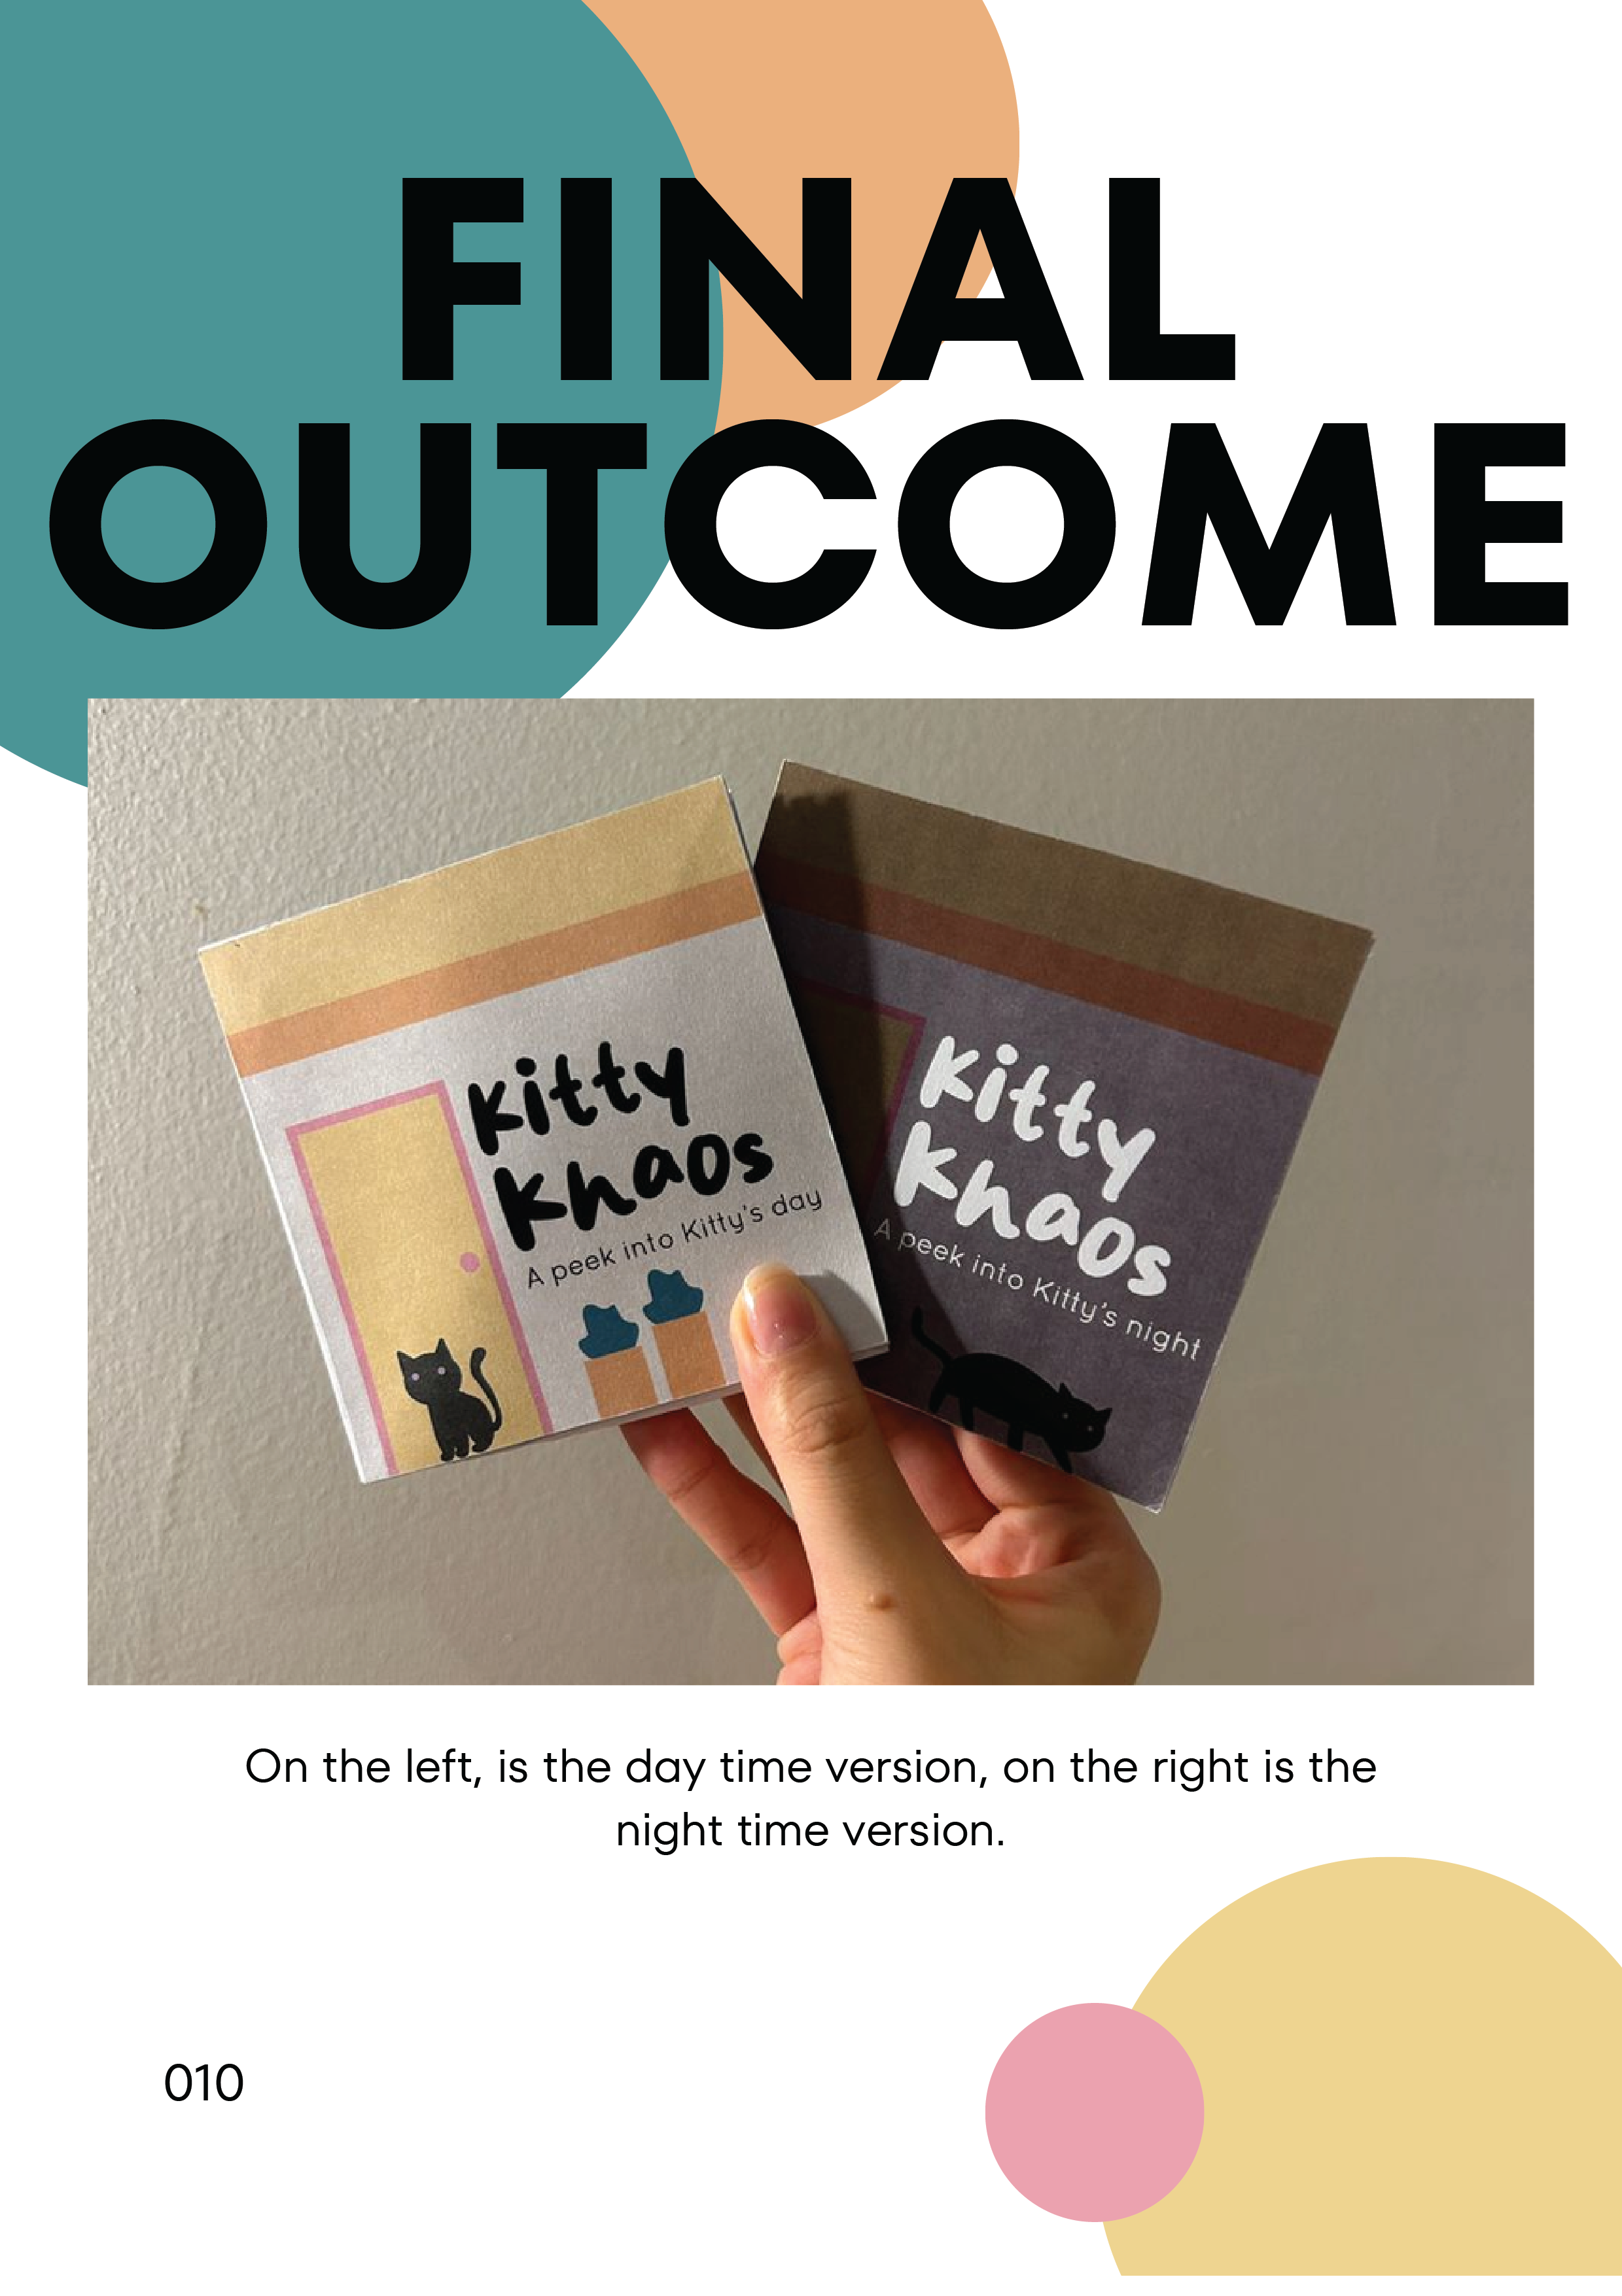 FINAL
OUTCOME
Kitty
Khaos
A peek into Kitty's day
Kitty
Khaos
A peek into Kitty's night
On the left, is the day time version, on the right is the
night time version.
010